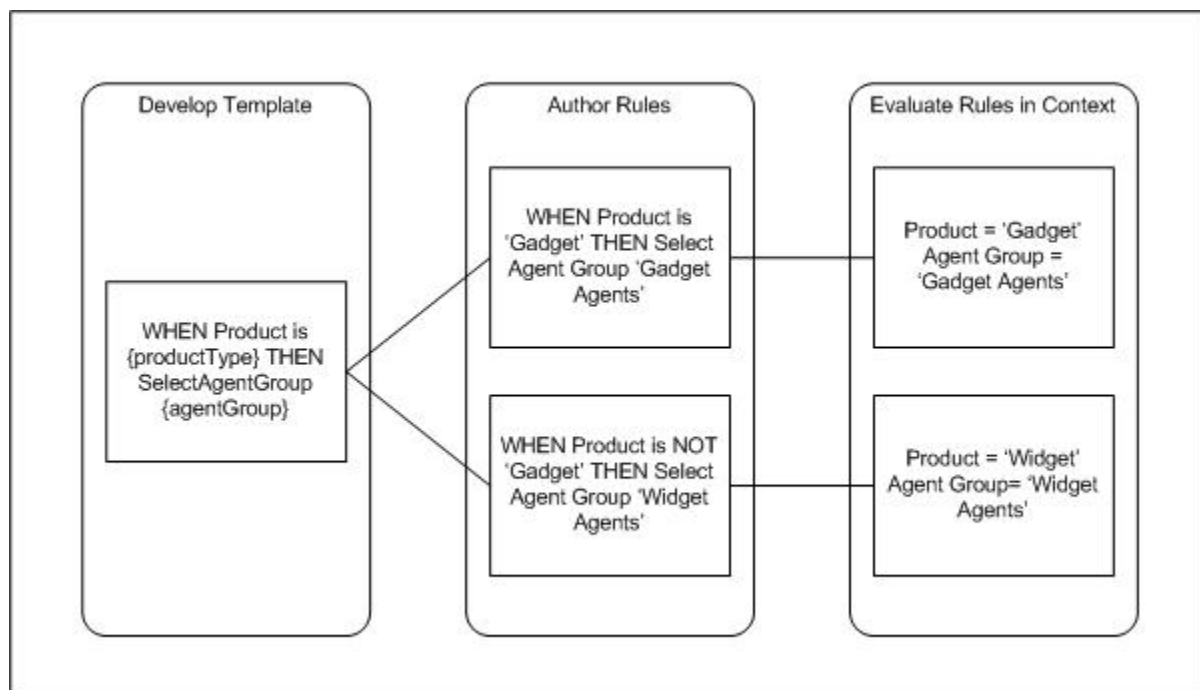 Develop Template
WHEN Product is
{productType} THEN
SelectAgentGroup
{agentGroup}
Author Rules
WHEN Product is
‘Gadget’ THEN Select
Agent Group ‘Gadget
Agents’
WHEN Product is NOT
‘Gadget’ THEN Select
Agent Group ‘Widget
Agents’
Evaluate Rules in Context
Product = ‘Gadget’
Agent Group =
‘Gadget Agents’
Product = ‘Widget’
Agent Group= ‘Widget
Agents’